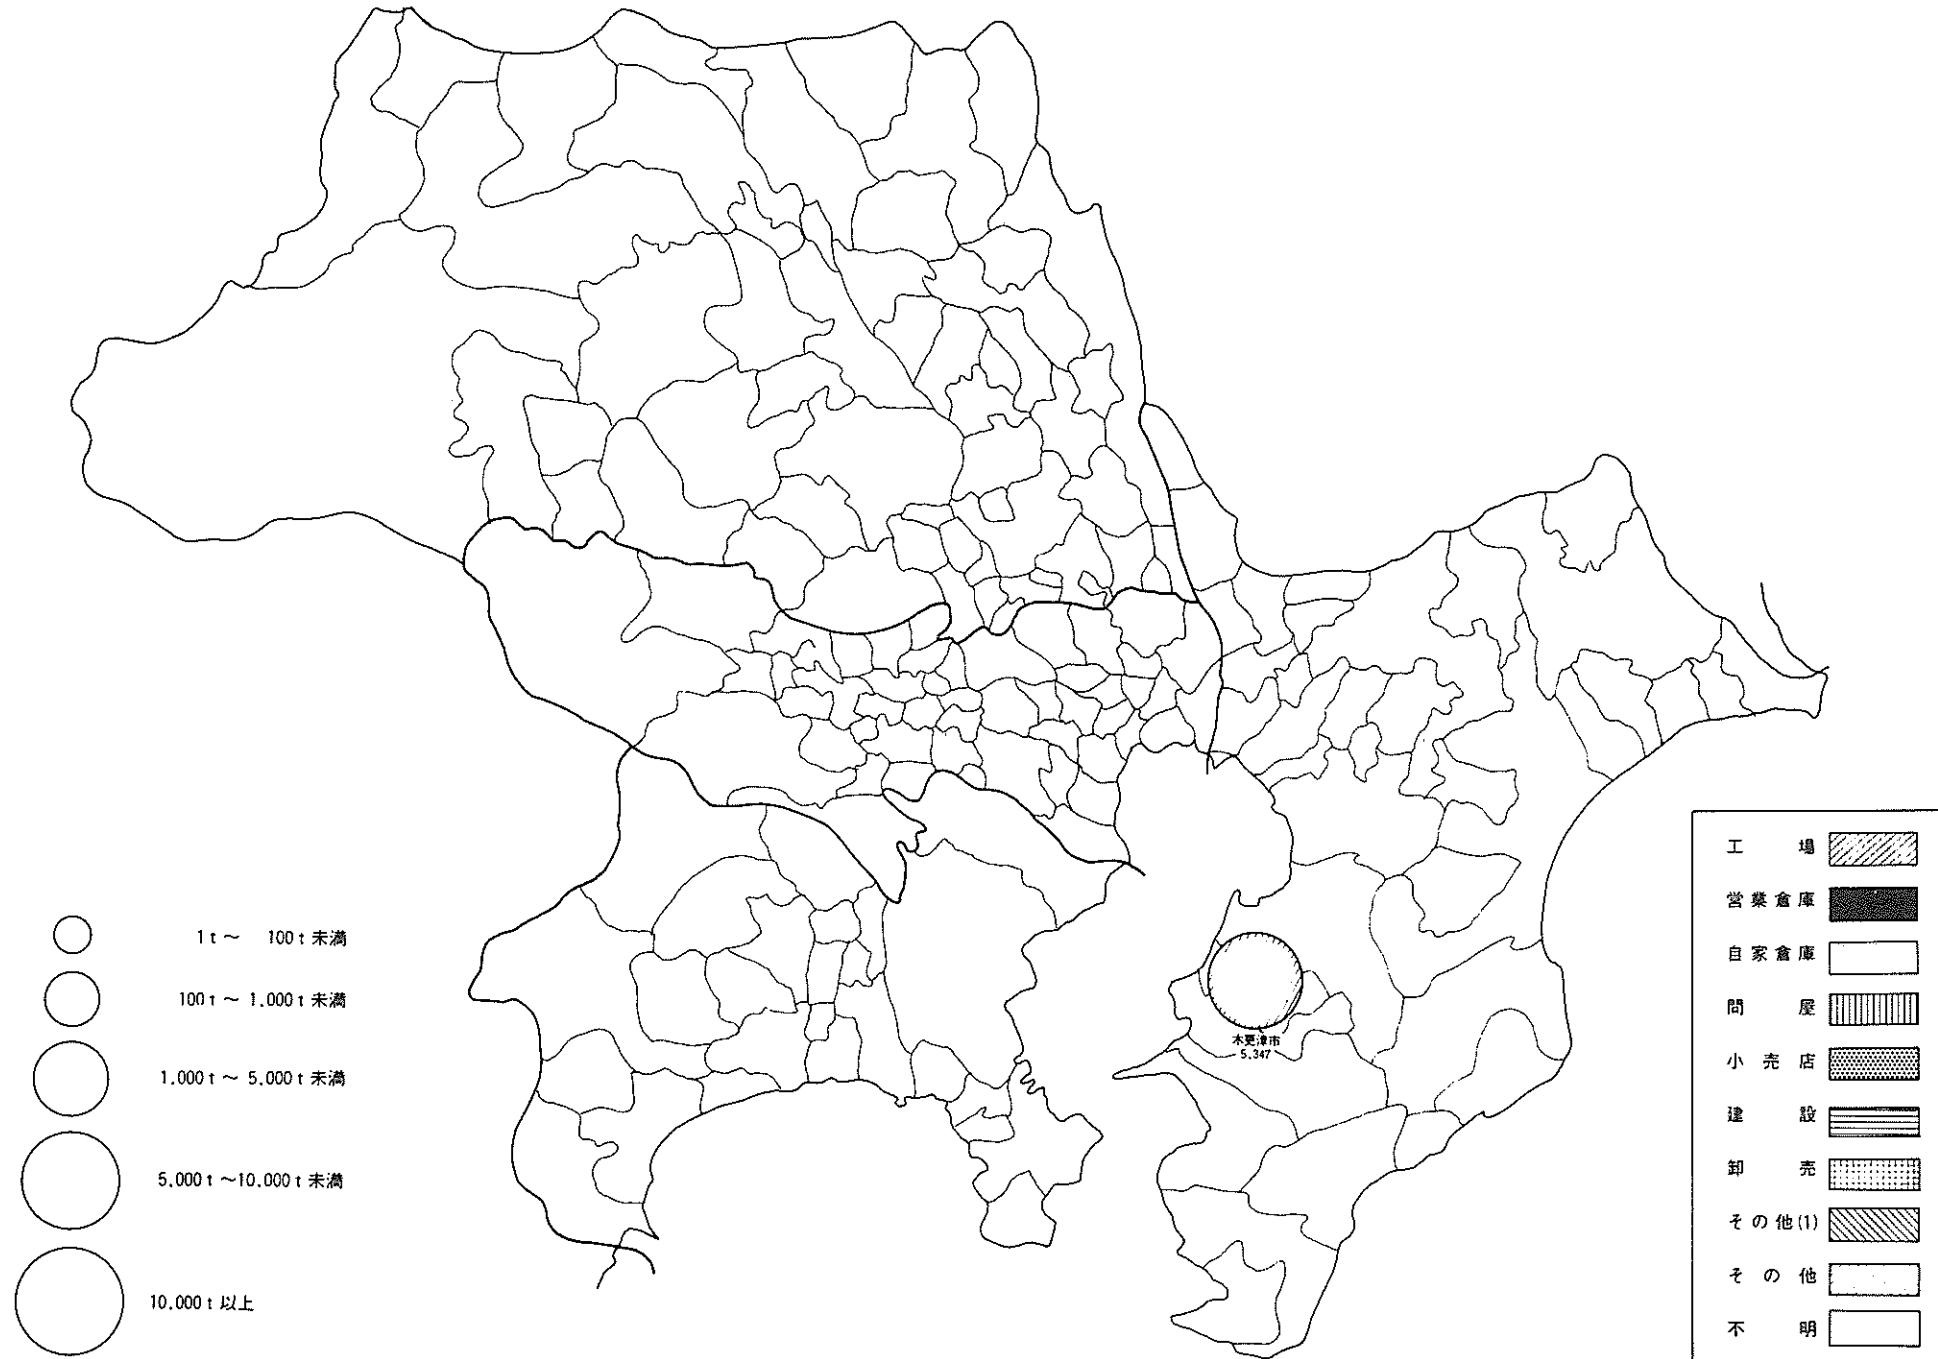 1t～ 100t未満
100t～1.000t未満
1.000t～5.000t未満
5.000t～10.000t未満
10.000t以上
木更津市
5.347
工場
営業倉庫
自家倉庫
問屋
小売店
建設
卸売
その他(1)
その他
不明